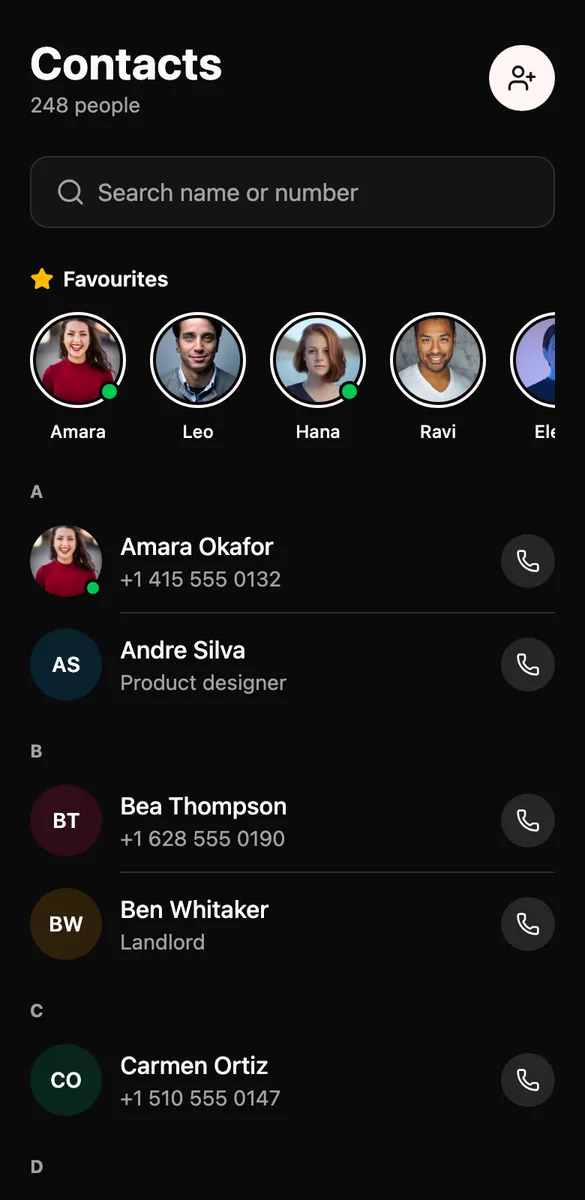 Contacts
248 people
Search name or number
Favourites
Amara
Leo
Hana
Ravi
Ele
A
Amara Okafor
+1 415 555 0132
AS
Andre Silva
Product designer
B
BT
Bea Thompson
+1 628 555 0190
BW
Ben Whitaker
Landlord
C
CO
Carmen Ortiz
+1 510 555 0147
D